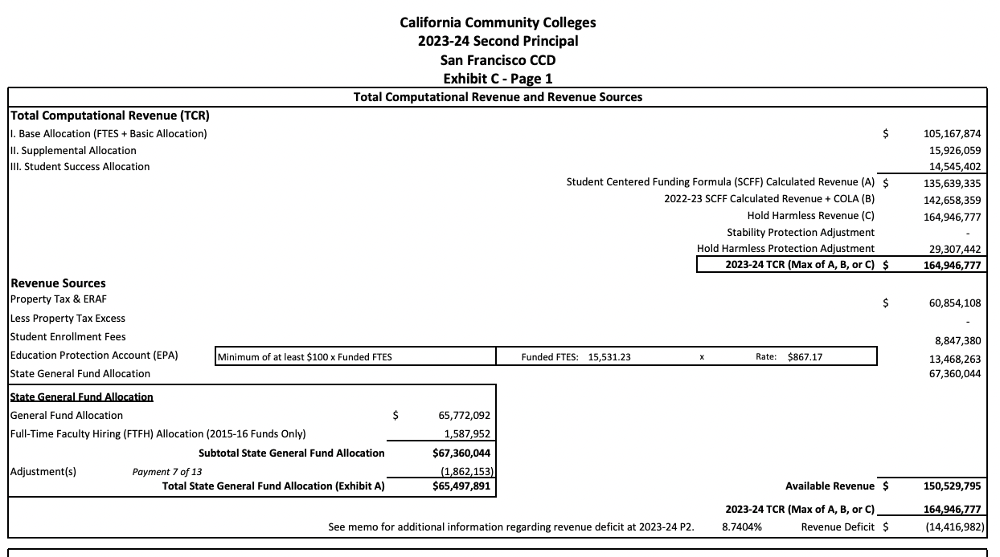 California Community Colleges
2023-24 Second Principal
San Francisco CCD
Exhibit C - Page 1
Total Computational Revenue and Revenue Sources
Total Computational Revenue (TCR)
I. Base Allocation (FTES + Basic Allocation) $ 105,167,874
II. Supplemental Allocation 15,926,059
III. Student Success Allocation 14,545,402
Student Centered Funding Formula (SCFF) Calculated Revenue (A) $ 135,639,335
2022-23 SCFF Calculated Revenue + COLA (B) 142,658,359
Hold Harmless Revenue (C) 164,946,777
Stability Protection Adjustment -
Hold Harmless Protection Adjustment 29,307,442
2023-24 TCR (Max of A, B, or C) $ 164,946,777
Revenue Sources
Property Tax & ERAF $ 60,854,108
Less Property Tax Excess -
Student Enrollment Fees 8,847,380
Education Protection Account (EPA) Minimum of at least $100 x Funded FTES Funded FTES: 15,531.23 x Rate: $867.17 13,468,263
State General Fund Allocation 67,360,044
State General Fund Allocation
General Fund Allocation $ 65,772,092
Full-Time Faculty Hiring (FTFH) Allocation (2015-16 Funds Only) 1,587,952
Subtotal State General Fund Allocation $67,360,044
Adjustment(s) Payment 7 of 13 (1,862,153)
Total State General Fund Allocation (Exhibit A) $65,497,891 Available Revenue $ 150,529,795
2023-24 TCR (Max of A, B, or C) 164,946,777
See memo for additional information regarding revenue deficit at 2023-24 P2. 8.7404% Revenue Deficit $ (14,416,982)